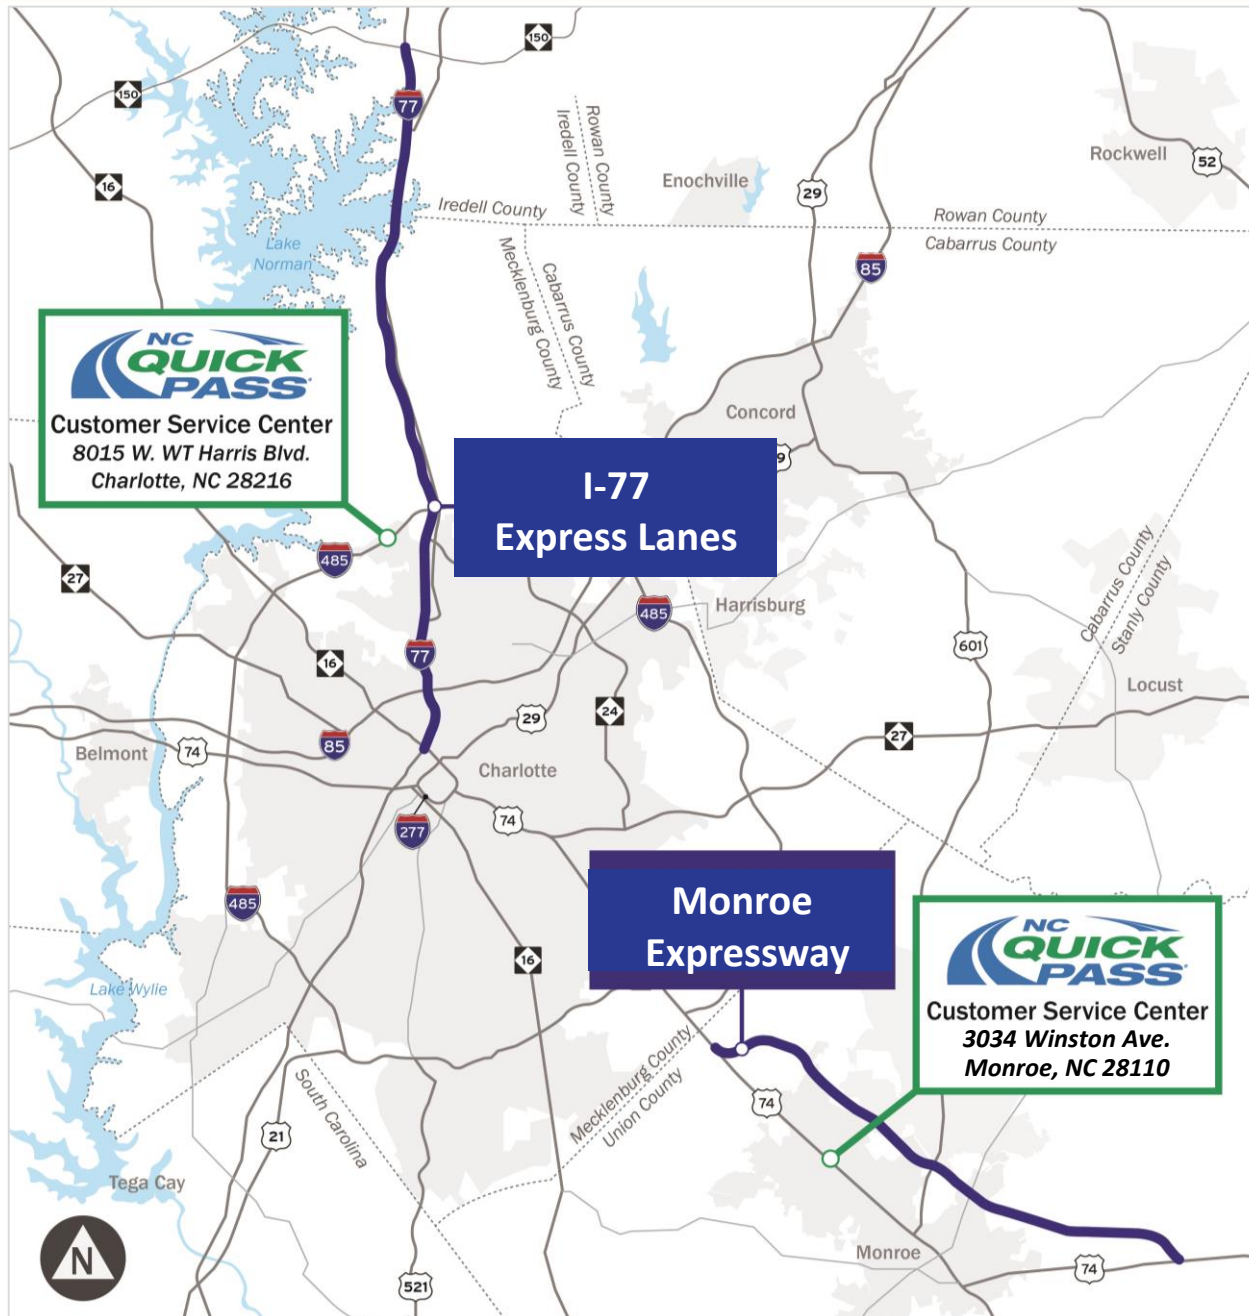 150
150
77
16
Rowan County
Iredell County
Enochville
29
Rockwell
52
Iredell County
Rowan County
Cabarrus County
Lake
Norman
85
Cabarrus County
Mecklenburg County
NC
QUICK
PASS
Customer Service Center
8015 W. WT Harris Blvd.
Charlotte, NC 28216
Concord
9
I-77
Express Lanes
485
27
485
Harrisburg
Cabarrus County
Stanly County
601
77
16
Locust
24
29
27
Belmont
74
85
Charlotte
277
74
485
Monroe
Expressway
NC
QUICK
PASS
Customer Service Center
3034 Winston Ave.
Monroe, NC 28110
16
Lake Wylie
Mecklenburg County
Union County
South Carolina
74
21
Tega Cay
N
521
Monroe
74